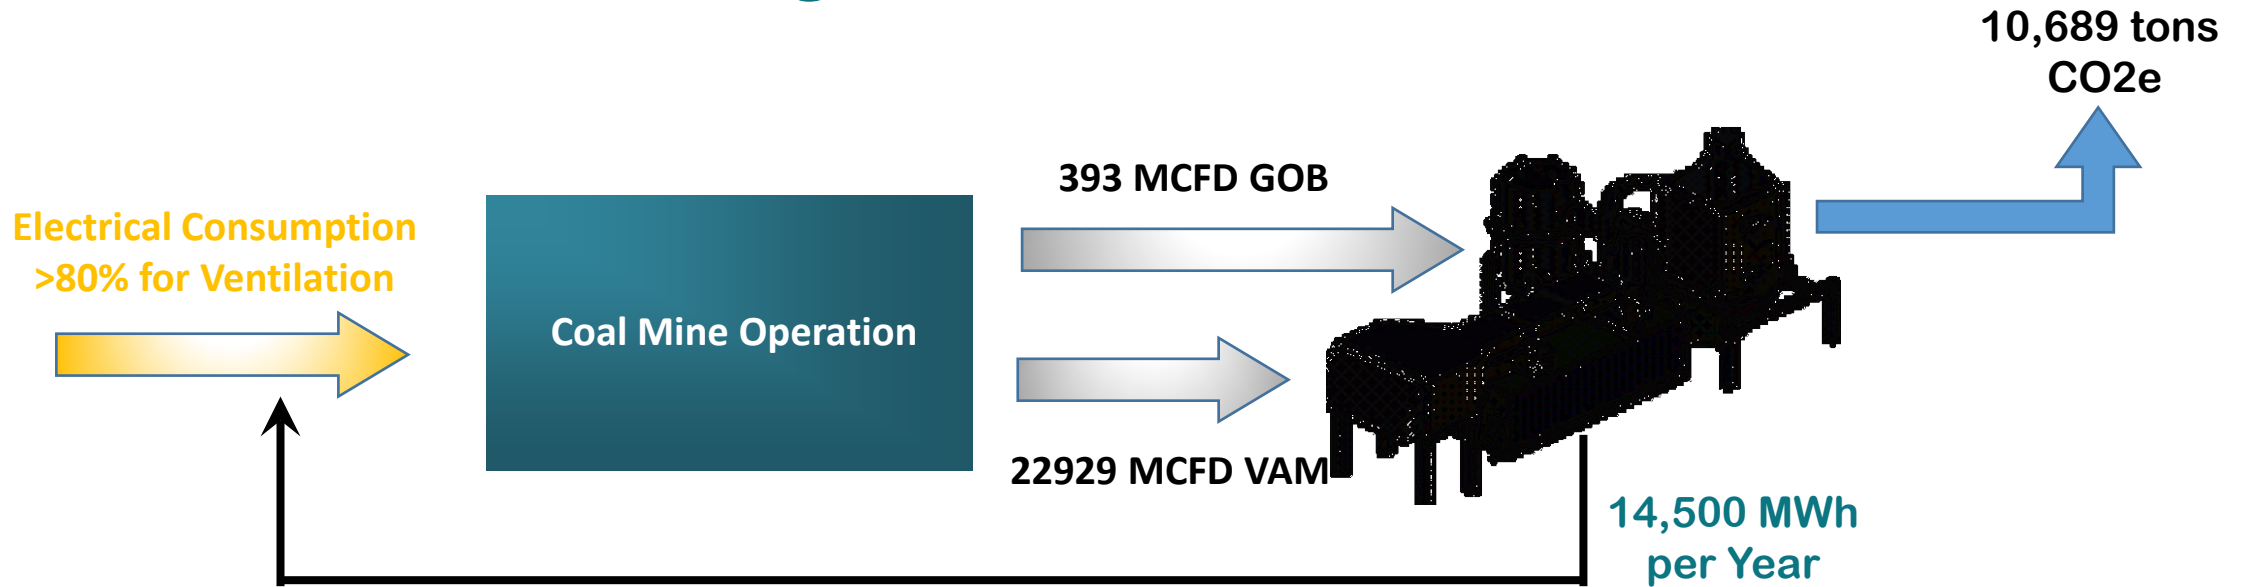 10,689 tons
CO2e
393 MCFD GOB
Electrical Consumption
>80% for Ventilation
Coal Mine Operation
22929 MCFD VAM
14,500 MWh
per Year